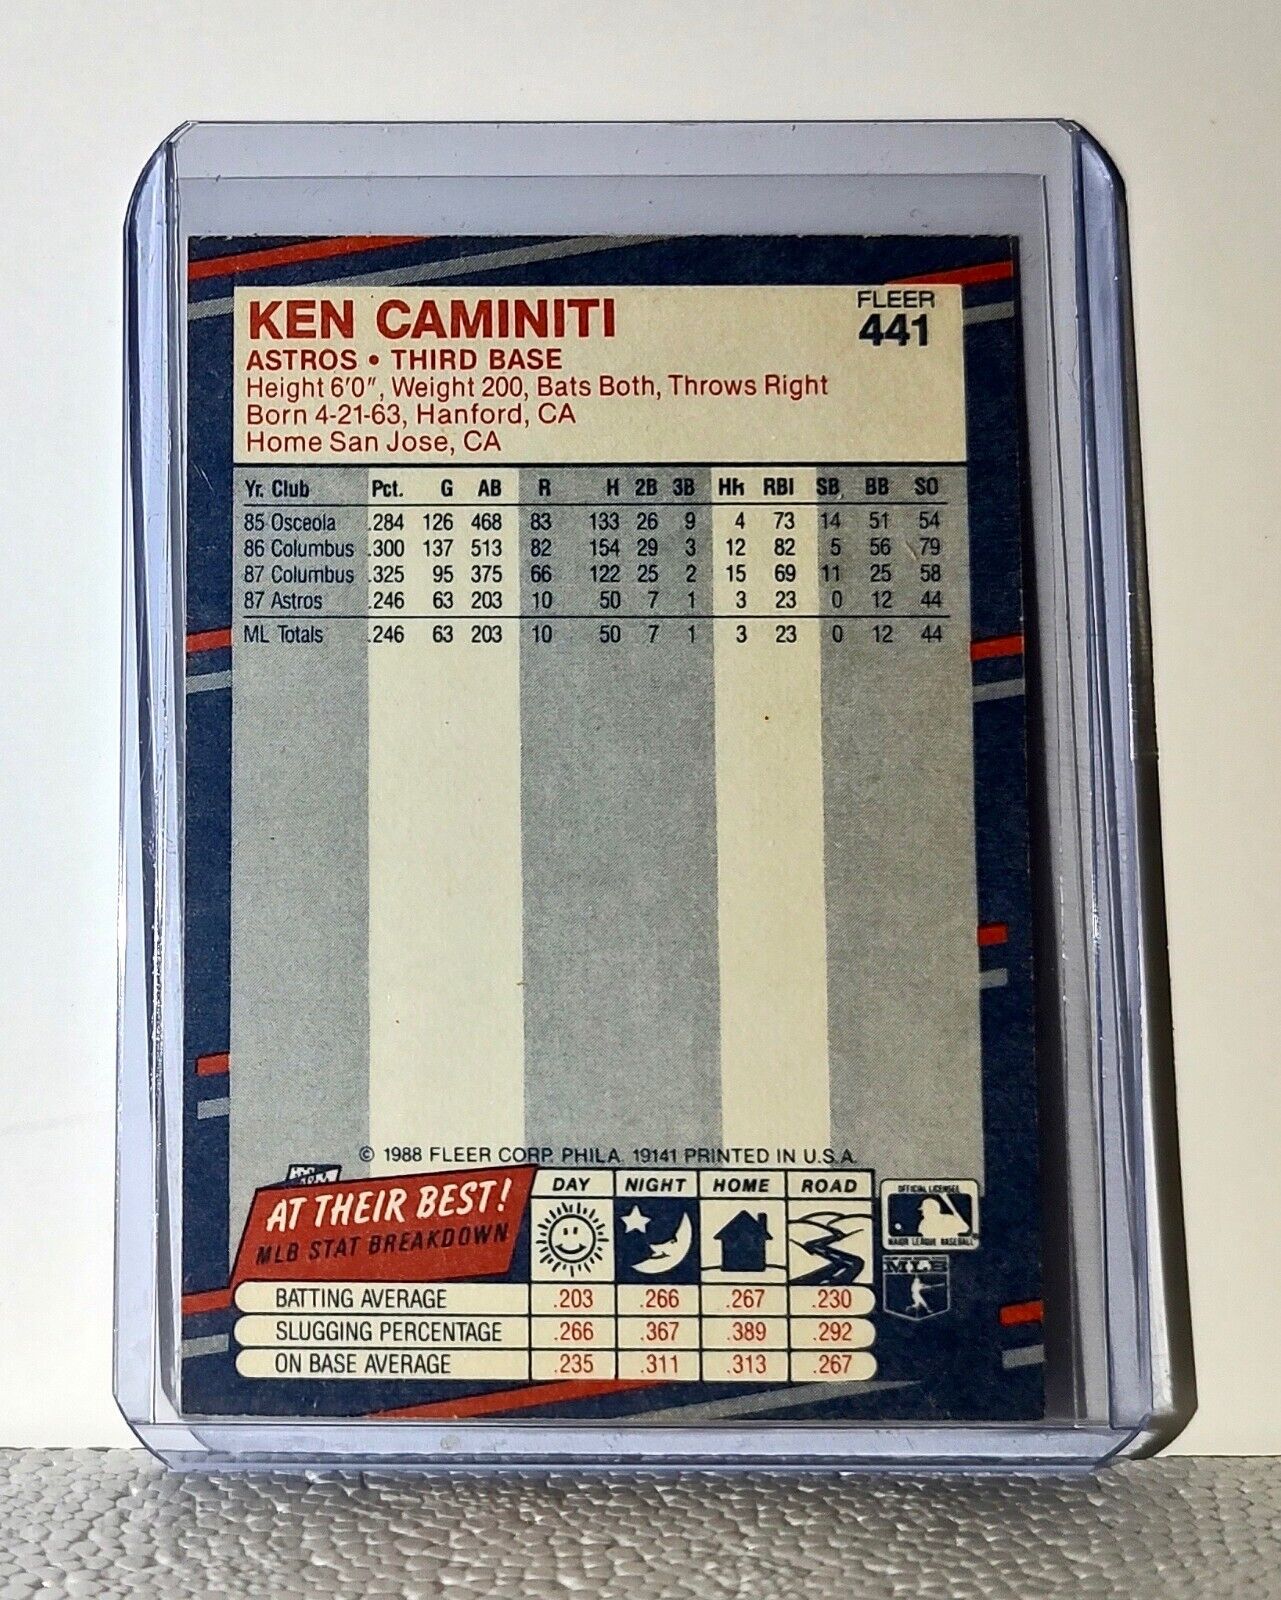 KEN CAMINITI
FLEER
441
ASTROS • THIRD BASE
Height 6'0", Weight 200, Bats Both, Throws Right
Born 4-21-63, Hanford, CA
Home San Jose, CA
Yr. Club Pct. G AB R H 2B 3B HR RBI SB BB SO
85 Osceola .284 126 468 83 133 26 9 4 73 14 51 54
86 Columbus .300 137 513 82 154 29 3 12 82 5 56 79
87 Columbus .325 95 375 66 122 25 2 15 69 11 25 58
87 Astros .246 63 203 10 50 7 1 3 23 0 12 44
ML Totals .246 63 203 10 50 7 1 3 23 0 12 44
© 1988 FLEER CORP. PHILA. 19141 PRINTED IN U.S.A.
AT THEIR BEST!
MLB STAT BREAKDOWN
DAY NIGHT HOME ROAD
OFFICIAL LICENSEE
MAJOR LEAGUE BASEBALL
MLB
BATTING AVERAGE .203 .266 .267 .230
SLUGGING PERCENTAGE .266 .367 .389 .292
ON BASE AVERAGE .235 .311 .313 .267